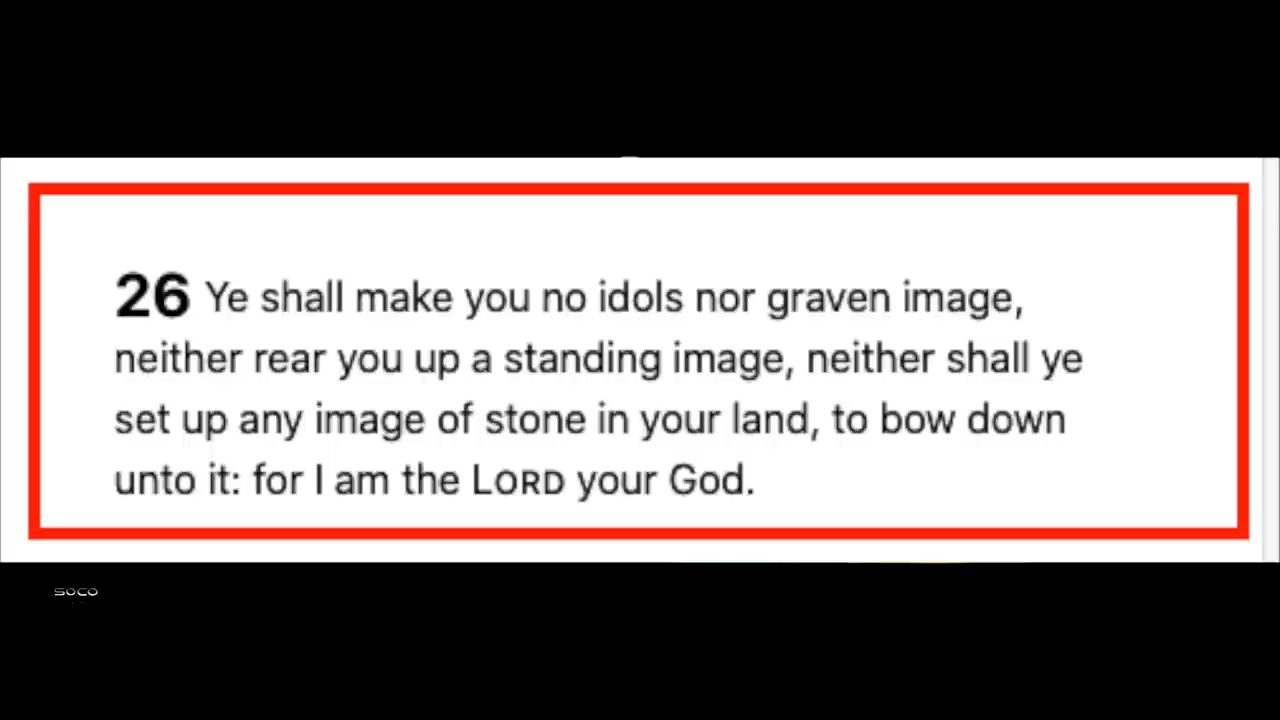 26 Ye shall make you no idols nor graven image,
neither rear you up a standing image, neither shall ye
set up any image of stone in your land, to bow down
unto it: for I am the LORD your God.
SOCO